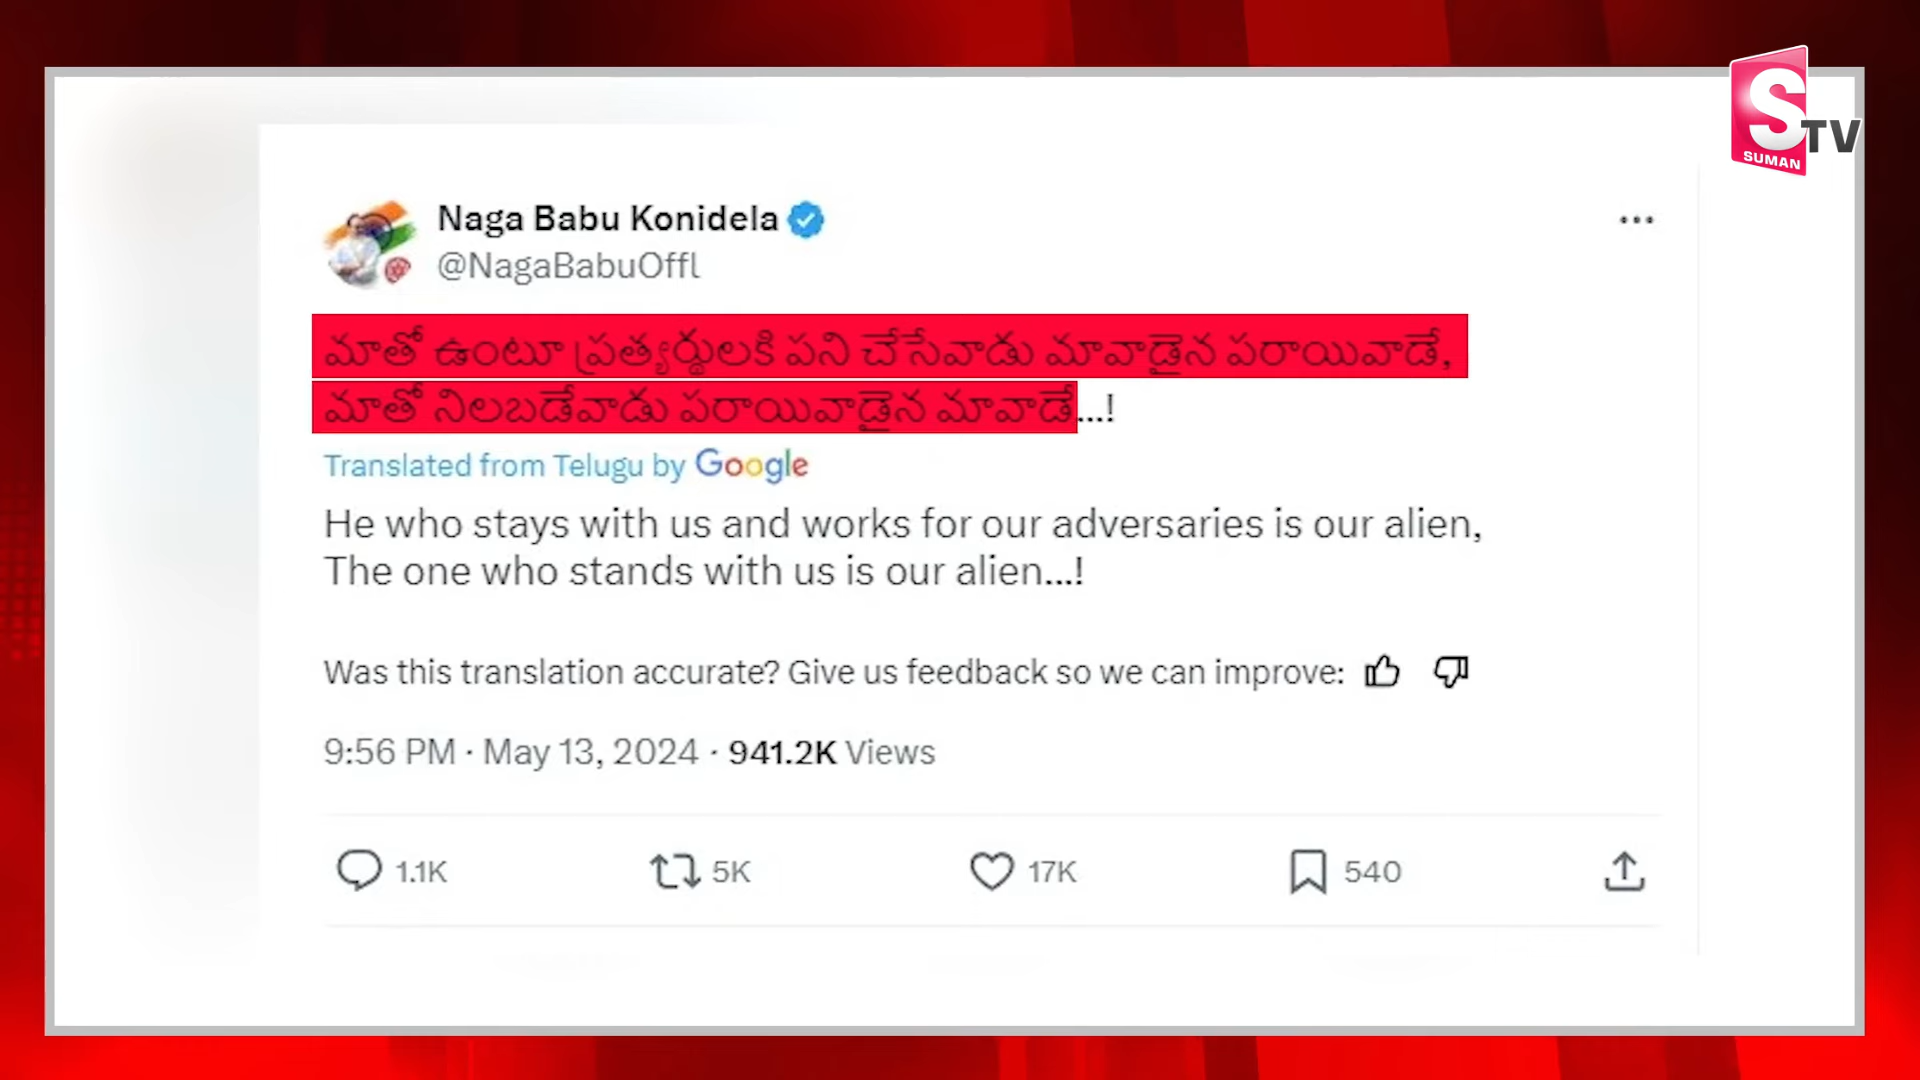 S
TV
SUMAN
Naga Babu Konidela
@NagaBabuOffl
మాతో ఉంటూ ప్రత్యర్థులకి పని చేసేవాడు మావాడైన పరాయివాడే,
మాతో నిలబడేవాడు పరాయివాడైన మావాడే...!
Translated from Telugu by Google
He who stays with us and works for our adversaries is our alien,
The one who stands with us is our alien...!
Was this translation accurate? Give us feedback so we can improve:
9:56 PM · May 13, 2024 · 941.2K Views
1.1K 5K 17K 540